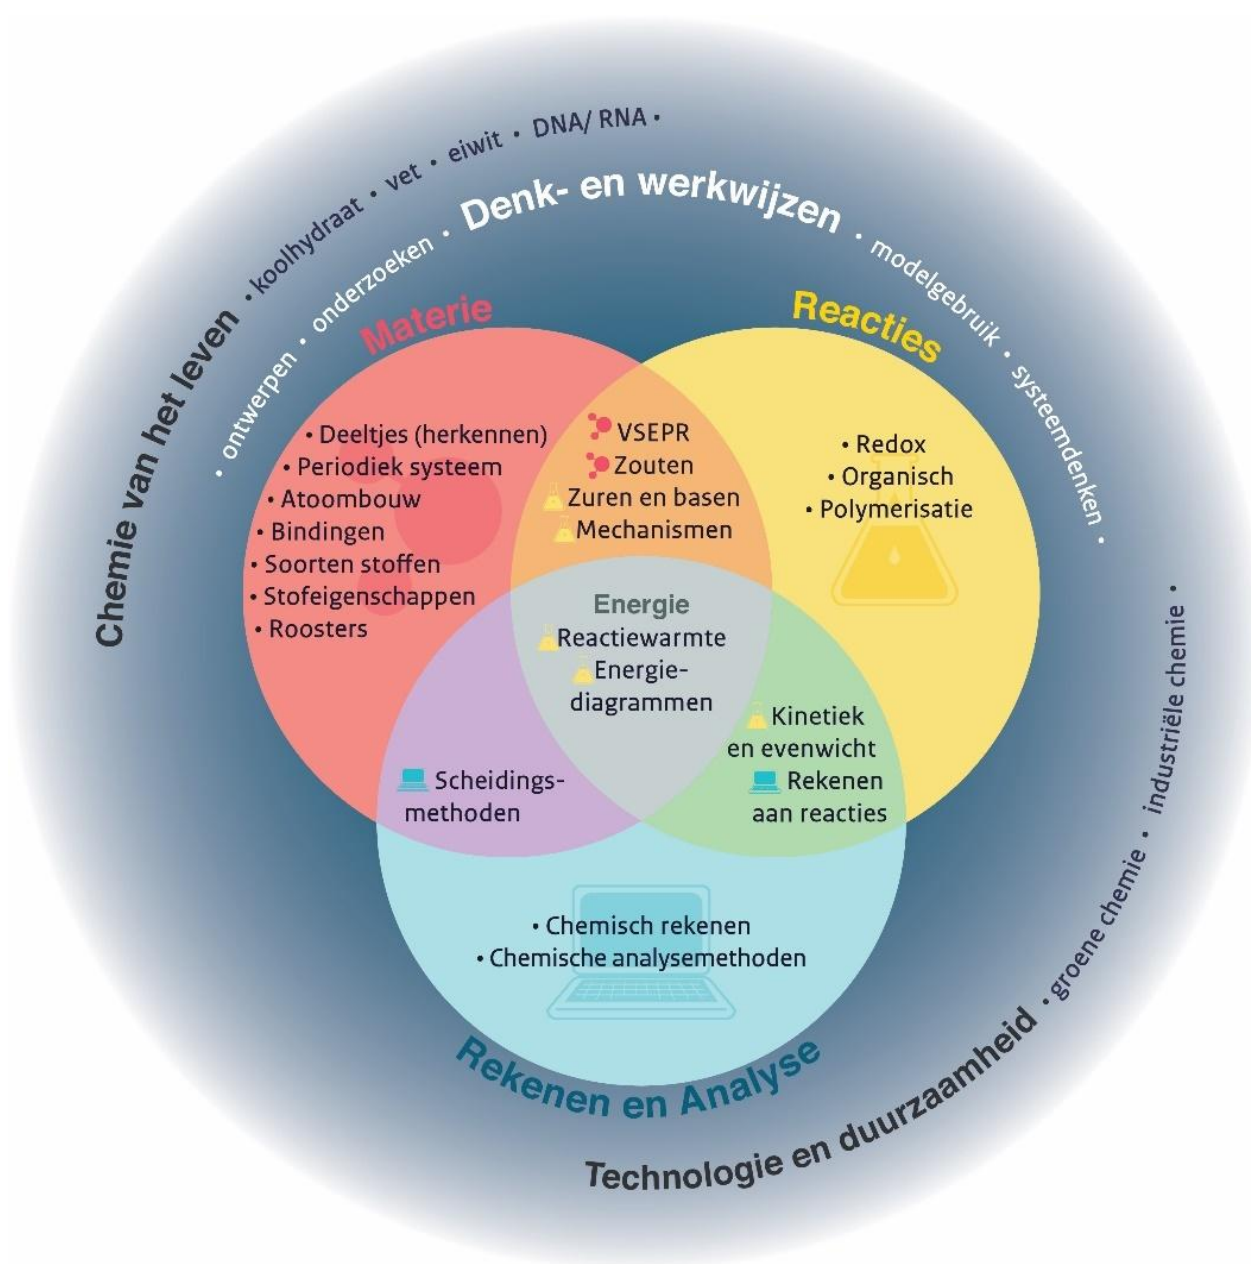 Chemie van het leven • koolhydraat • vet • eiwit • DNA/ RNA •
• ontwerpen • onderzoeken • Denk- en werkwijzen • modelgebruik • systeemdenken •
Materie
• Deeltjes (herkennen)
• Periodiek systeem
• Atoombouw
• Bindingen
• Soorten stoffen
• Stofeigenschappen
• Roosters
VSEPR
Zouten
Zuren en basen
Mechanismen
Reacties
• Redox
• Organisch
• Polymerisatie
Energie
Reactiewarmte
Energie-
diagrammen
Scheidings-
methoden
Kinetiek
en evenwicht
Rekenen
aan reacties
• Chemisch rekenen
• Chemische analysemethoden
Rekenen en Analyse
Technologie en duurzaamheid • groene chemie • industriële chemie •